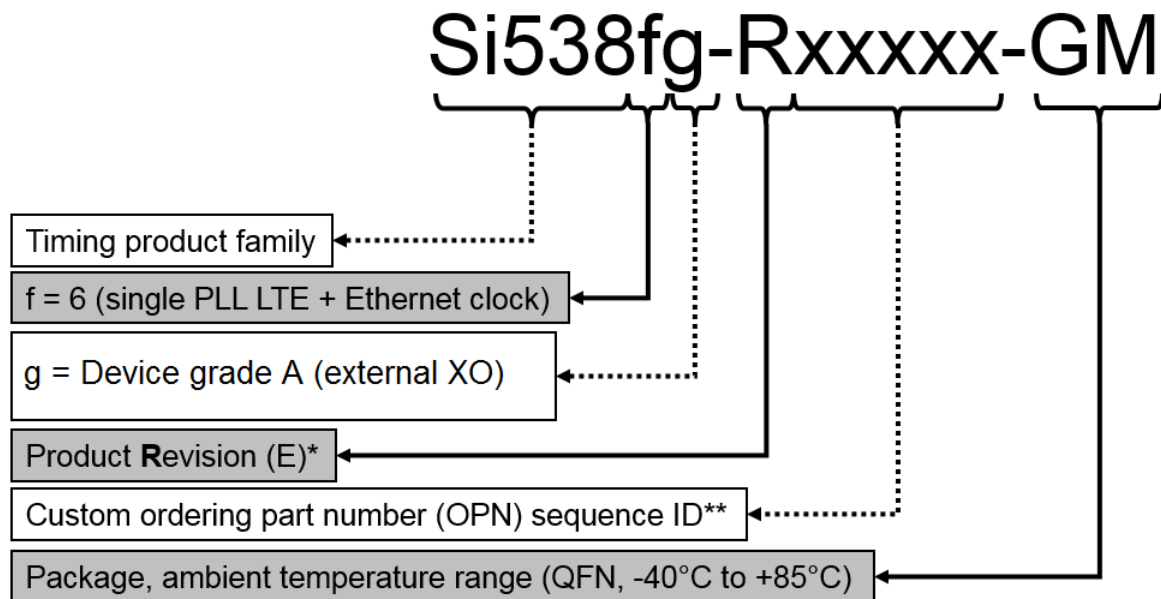 Si538fg-Rxxxxx-GM
Timing product family
f = 6 (single PLL LTE + Ethernet clock)
g = Device grade A (external XO)
Product Revision (E)*
Custom ordering part number (OPN) sequence ID**
Package, ambient temperature range (QFN, -40°C to +85°C)